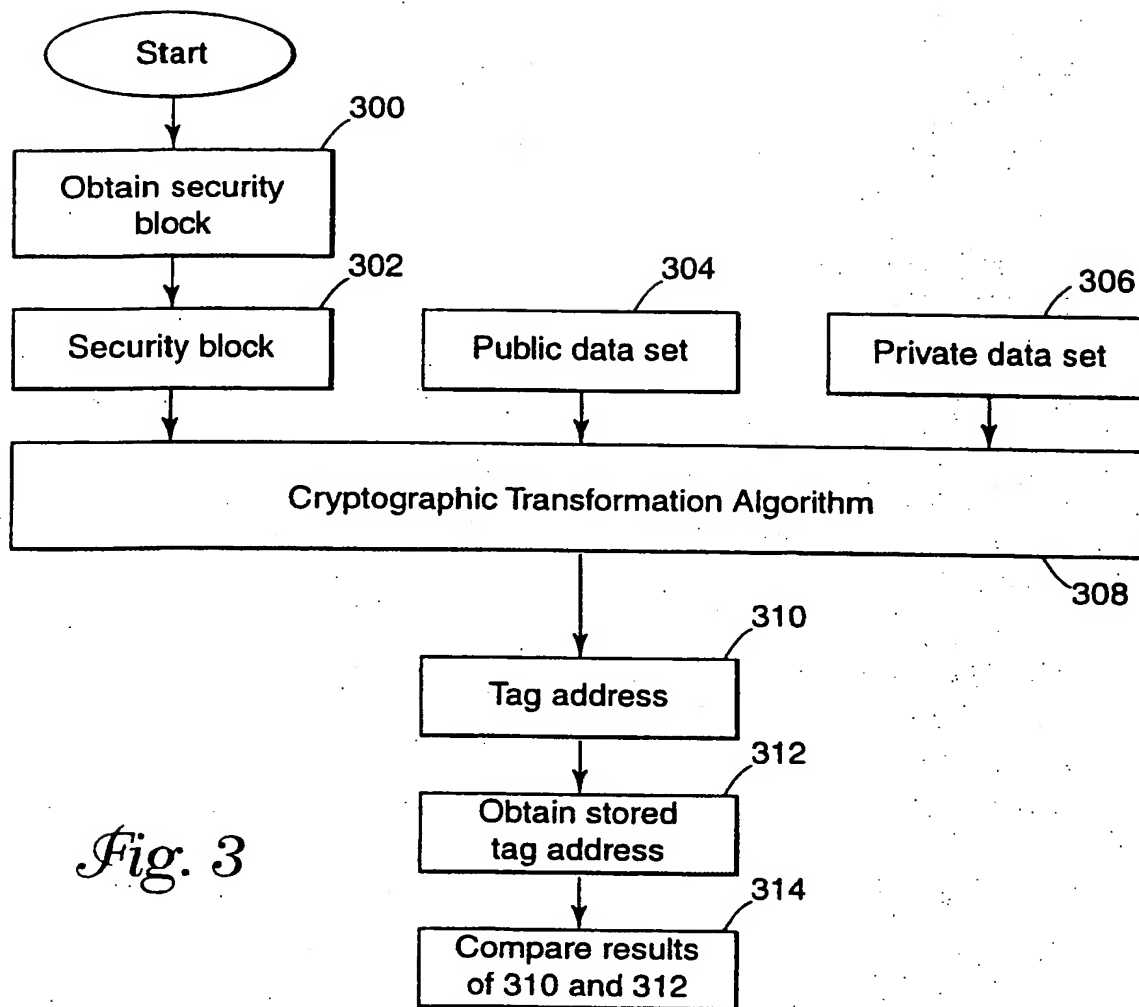 Start
300
Obtain security
block
302
304
306
Security block
Public data set
Private data set
Cryptographic Transformation Algorithm
308
310
Tag address
312
Obtain stored
tag address
314
Compare results
of 310 and 312
Fig. 3